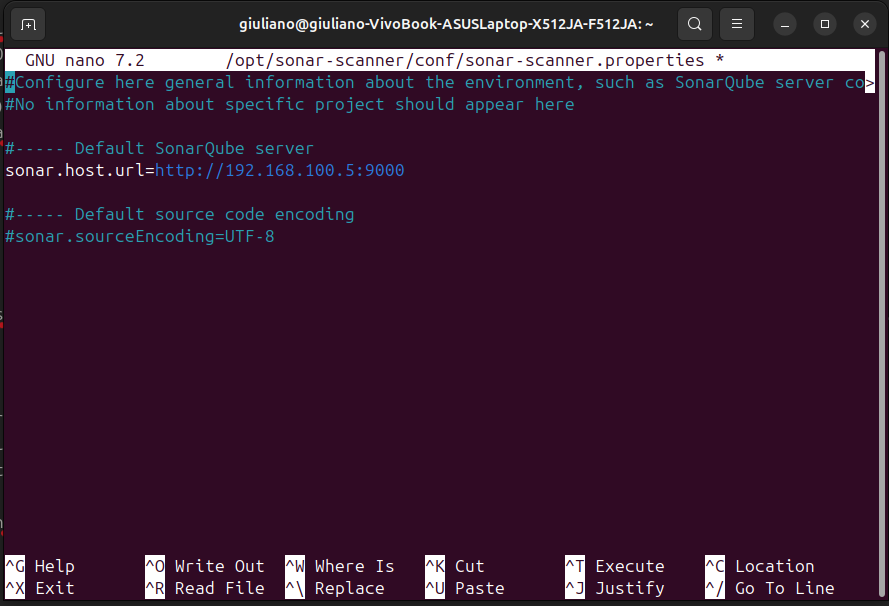 giuliano@giuliano-VivoBook-ASUSLaptop-X512JA-F512JA: ~
GNU nano 7.2 /opt/sonar-scanner/conf/sonar-scanner.properties *
#Configure here general information about the environment, such as SonarQube server co>
#No information about specific project should appear here
#----- Default SonarQube server
sonar.host.url=http://192.168.100.5:9000
#----- Default source code encoding
#sonar.sourceEncoding=UTF-8
^G Help ^O Write Out ^W Where Is ^K Cut ^T Execute ^C Location
^X Exit ^R Read File ^\ Replace ^U Paste ^J Justify ^/ Go To Line